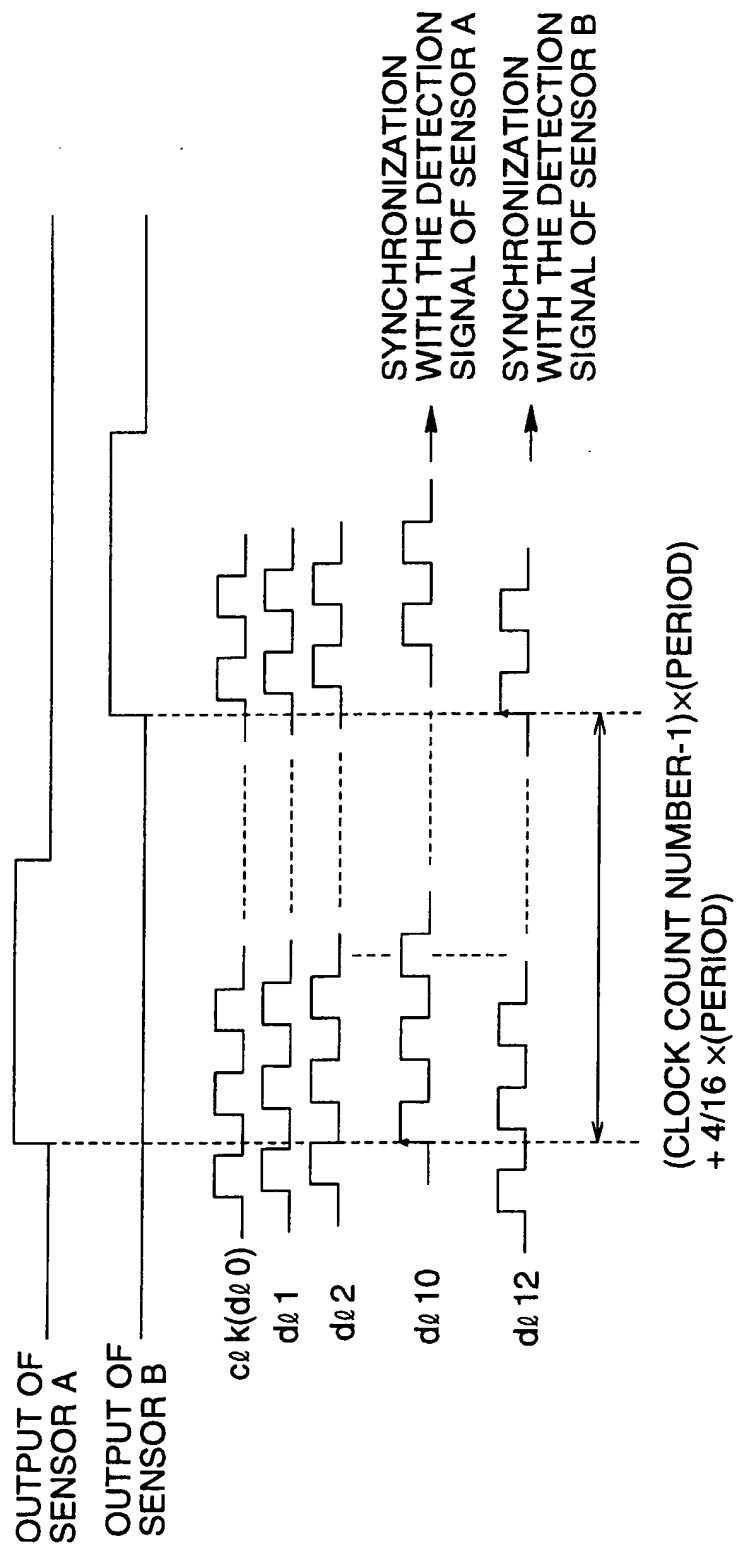 OUTPUT OF
SENSOR A
OUTPUT OF
SENSOR B
cℓk(dℓ0)
dℓ1
dℓ2
dℓ10
dℓ12
SYNCHRONIZATION
WITH THE DETECTION
SIGNAL OF SENSOR A
SYNCHRONIZATION
WITH THE DETECTION
SIGNAL OF SENSOR B
(CLOCK COUNT NUMBER-1)×(PERIOD)
+ 4/16 ×(PERIOD)